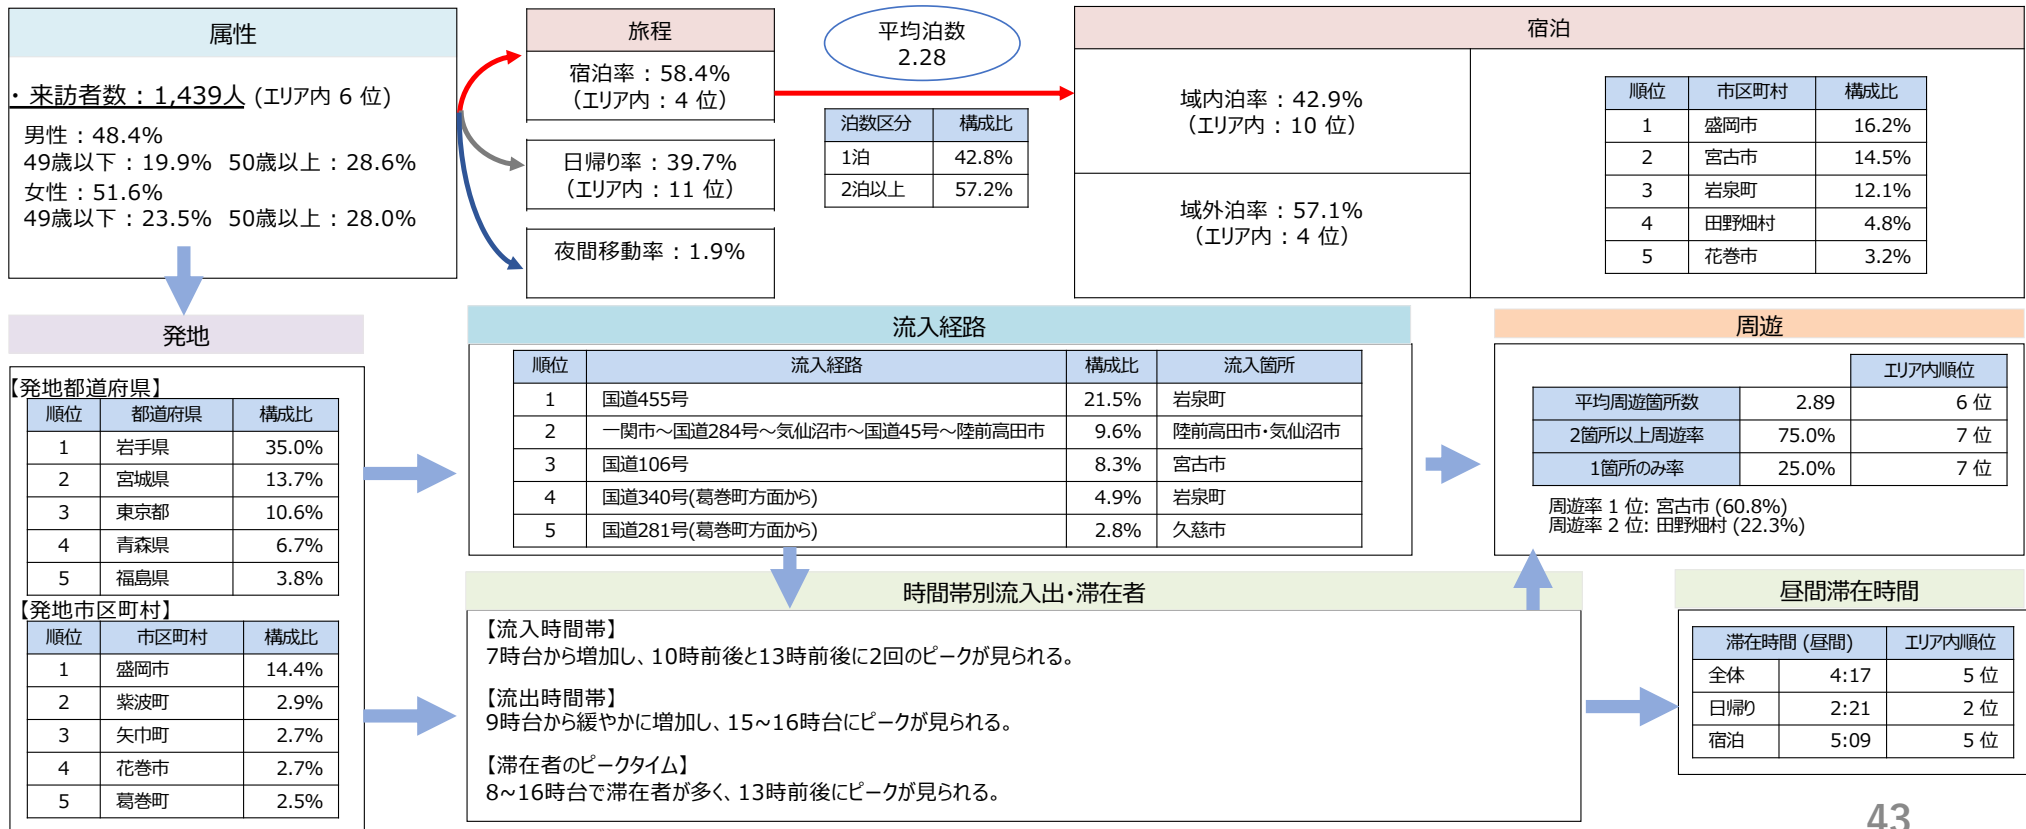 属性
・ 来訪者数：1,439人 (エリア内 6 位)
男性：48.4%
49歳以下：19.9% 50歳以上：28.6%
女性：51.6%
49歳以下：23.5% 50歳以上：28.0%
旅程
宿泊率：58.4%
(エリア内：4 位)
日帰り率：39.7%
(エリア内：11 位)
夜間移動率：1.9%
平均泊数
2.28
泊数区分 構成比
1泊 42.8%
2泊以上 57.2%
宿泊
域内泊率：42.9%
(エリア内：10 位)
域外泊率：57.1%
(エリア内：4 位)
順位 市区町村 構成比
1 盛岡市 16.2%
2 宮古市 14.5%
3 岩泉町 12.1%
4 田野畑村 4.8%
5 花巻市 3.2%
発地
【発地都道府県】
順位 都道府県 構成比
1 岩手県 35.0%
2 宮城県 13.7%
3 東京都 10.6%
4 青森県 6.7%
5 福島県 3.8%
【発地市区町村】
順位 市区町村 構成比
1 盛岡市 14.4%
2 紫波町 2.9%
3 矢巾町 2.7%
4 花巻市 2.7%
5 葛巻町 2.5%
流入経路
順位 流入経路 構成比 流入箇所
1 国道455号 21.5% 岩泉町
2 一関市～国道284号～気仙沼市～国道45号～陸前高田市 9.6% 陸前高田市・気仙沼市
3 国道106号 8.3% 宮古市
4 国道340号(葛巻町方面から) 4.9% 岩泉町
5 国道281号(葛巻町方面から) 2.8% 久慈市
周遊
エリア内順位
平均周遊箇所数 2.89 6 位
2箇所以上周遊率 75.0% 7 位
1箇所のみ率 25.0% 7 位
周遊率 1 位: 宮古市 (60.8%)
周遊率 2 位: 田野畑村 (22.3%)
時間帯別流入出・滞在者
【流入時間帯】
7時台から増加し、10時前後と13時前後に2回のピークが見られる。
【流出時間帯】
9時台から緩やかに増加し、15~16時台にピークが見られる。
【滞在者のピークタイム】
8~16時台で滞在者が多く、13時前後にピークが見られる。
昼間滞在時間
滞在時間 (昼間) エリア内順位
全体 4:17 5 位
日帰り 2:21 2 位
宿泊 5:09 5 位
43